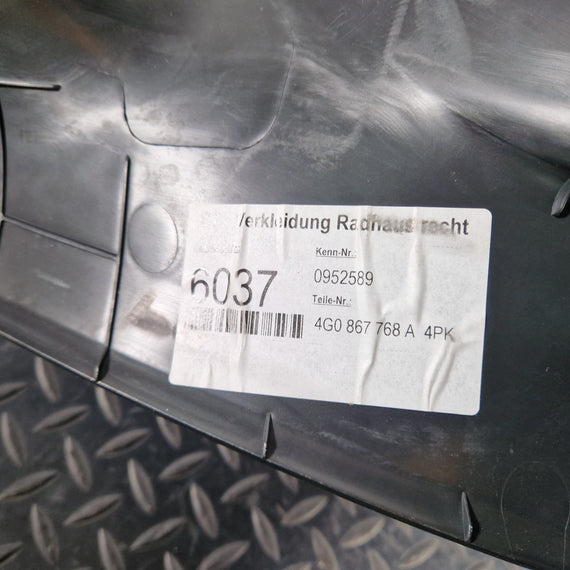 Verkleidung Radhaus recht
Kenn-Nr.:
6037
0952589
Teile-Nr.:
4G0 867 768 A 4PK